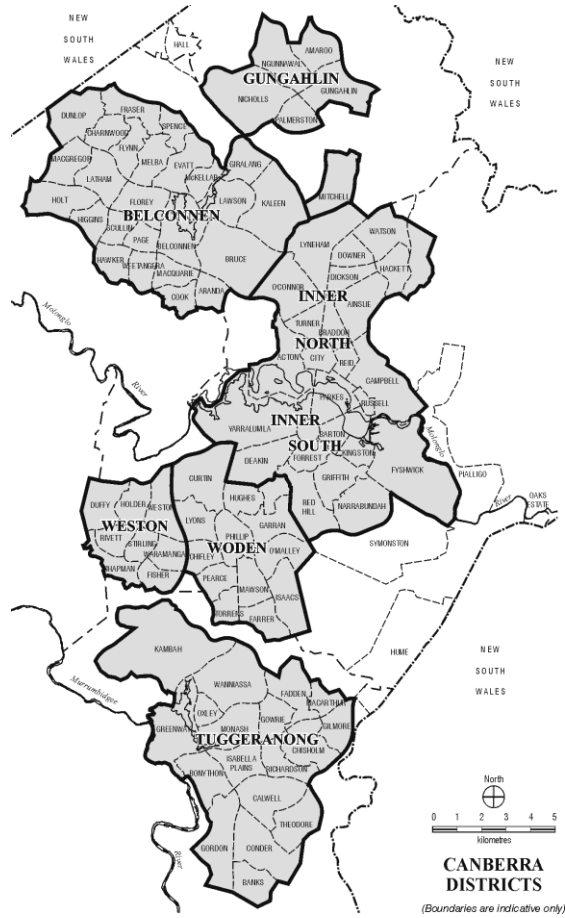 NEW
SOUTH
WALES
HALL
AMAROO
NGUNNAWAL
GUNGAHLIN
NICHOLLS
GUNGAHLIN
PALMERSTON
NEW
SOUTH
WALES
DUNLOP
FRASER
SPENCE
CHARNWOOD
FLYNN
MACGREGOR
MELBA
EVATT
GIRALANG
McKELLAR
LATHAM
HOLT
FLOREY
LAWSON
KALEEN
HIGGINS
BELCONNEN
SCULLIN
PAGE
BELCONNEN
HAWKER
WEETANGERA
MACQUARIE
BRUCE
COOK
ARANDA
MITCHELL
LYNEHAM
WATSON
DOWNER
DICKSON
HACKETT
O'CONNOR
INNER
AINSLIE
TURNER
BRADDON
NORTH
ACTON
CITY
REID
CAMPBELL
RUSSELL
PARKES
Molonglo
River
YARRALUMLA
INNER
BARTON
SOUTH
KINGSTON
DEAKIN
FORREST
FYSHWICK
GRIFFITH
RED
HILL
NARRABUNDAH
Molonglo
River
PIALLIGO
OAKS
ESTATE
SYMONSTON
CURTIN
HUGHES
DUFFY
HOLDER
WESTON
LYONS
GARRAN
WESTON
RIVETT
STIRLING
PHILLIP
WODEN
O'MALLEY
WARAMANGA
CHIFLEY
CHAPMAN
FISHER
PEARCE
MAWSON
ISAACS
TORRENS
FARRER
HUME
NEW
SOUTH
WALES
KAMBAH
Murrumbidgee
WANNIASSA
FADDEN
MACARTHUR
OXLEY
GOWRIE
GILMORE
GREENWAY
MONASH
TUGGERANONG
CHISHOLM
ISABELLA
PLAINS
RICHARDSON
BONYTHON
CALWELL
THEODORE
GORDON
CONDER
BANKS
River
North
0 1 2 3 4 5
kilometres
CANBERRA
DISTRICTS
(Boundaries are indicative only)